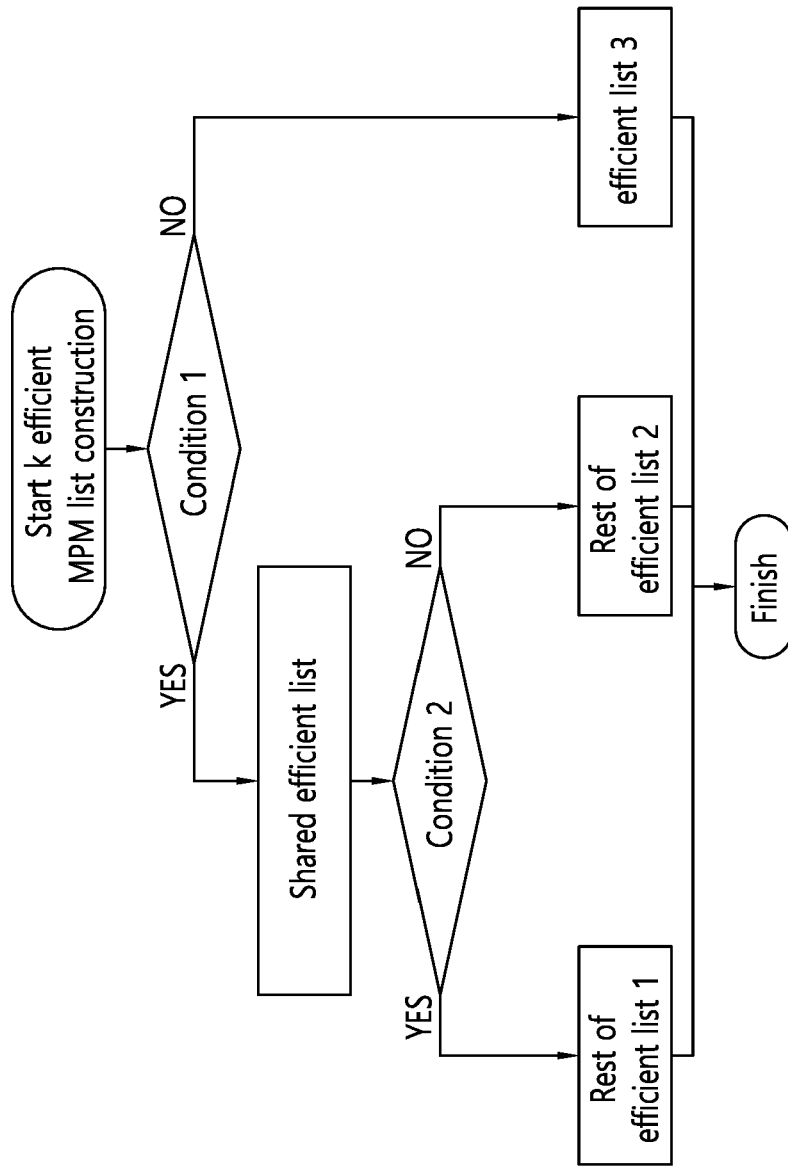 Start k efficient
MPM list construction
Condition 1
YES
NO
Shared efficient list
Condition 2
YES
NO
Rest of
efficient list 1
Rest of
efficient list 2
efficient list 3
Finish